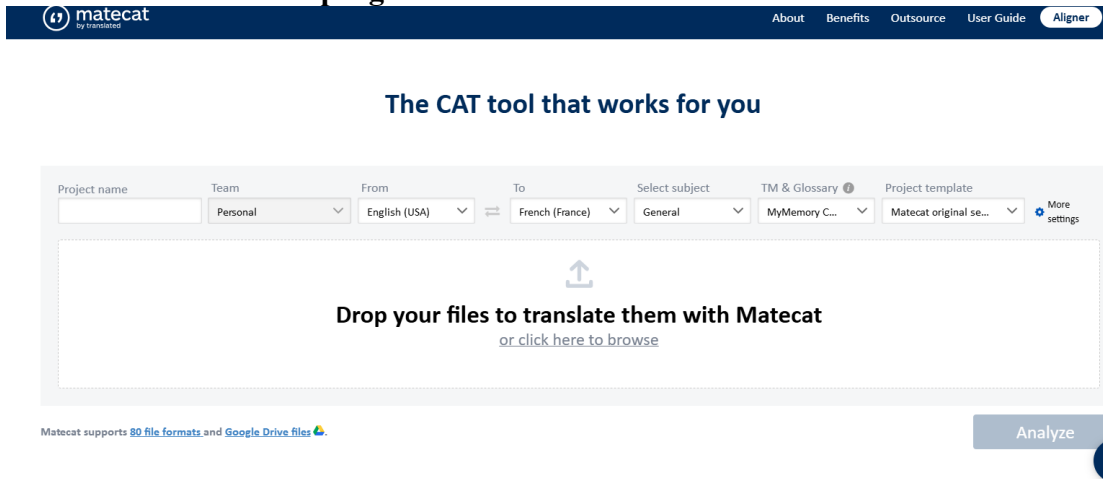 matecat
by translated
About Benefits Outsource User Guide Aligner
The CAT tool that works for you
Project name Team From To Select subject TM & Glossary Project template
Personal English (USA) French (France) General MyMemory C... Matecat original se... More settings
Drop your files to translate them with Matecat
or click here to browse
Matecat supports 80 file formats and Google Drive files.
Analyze